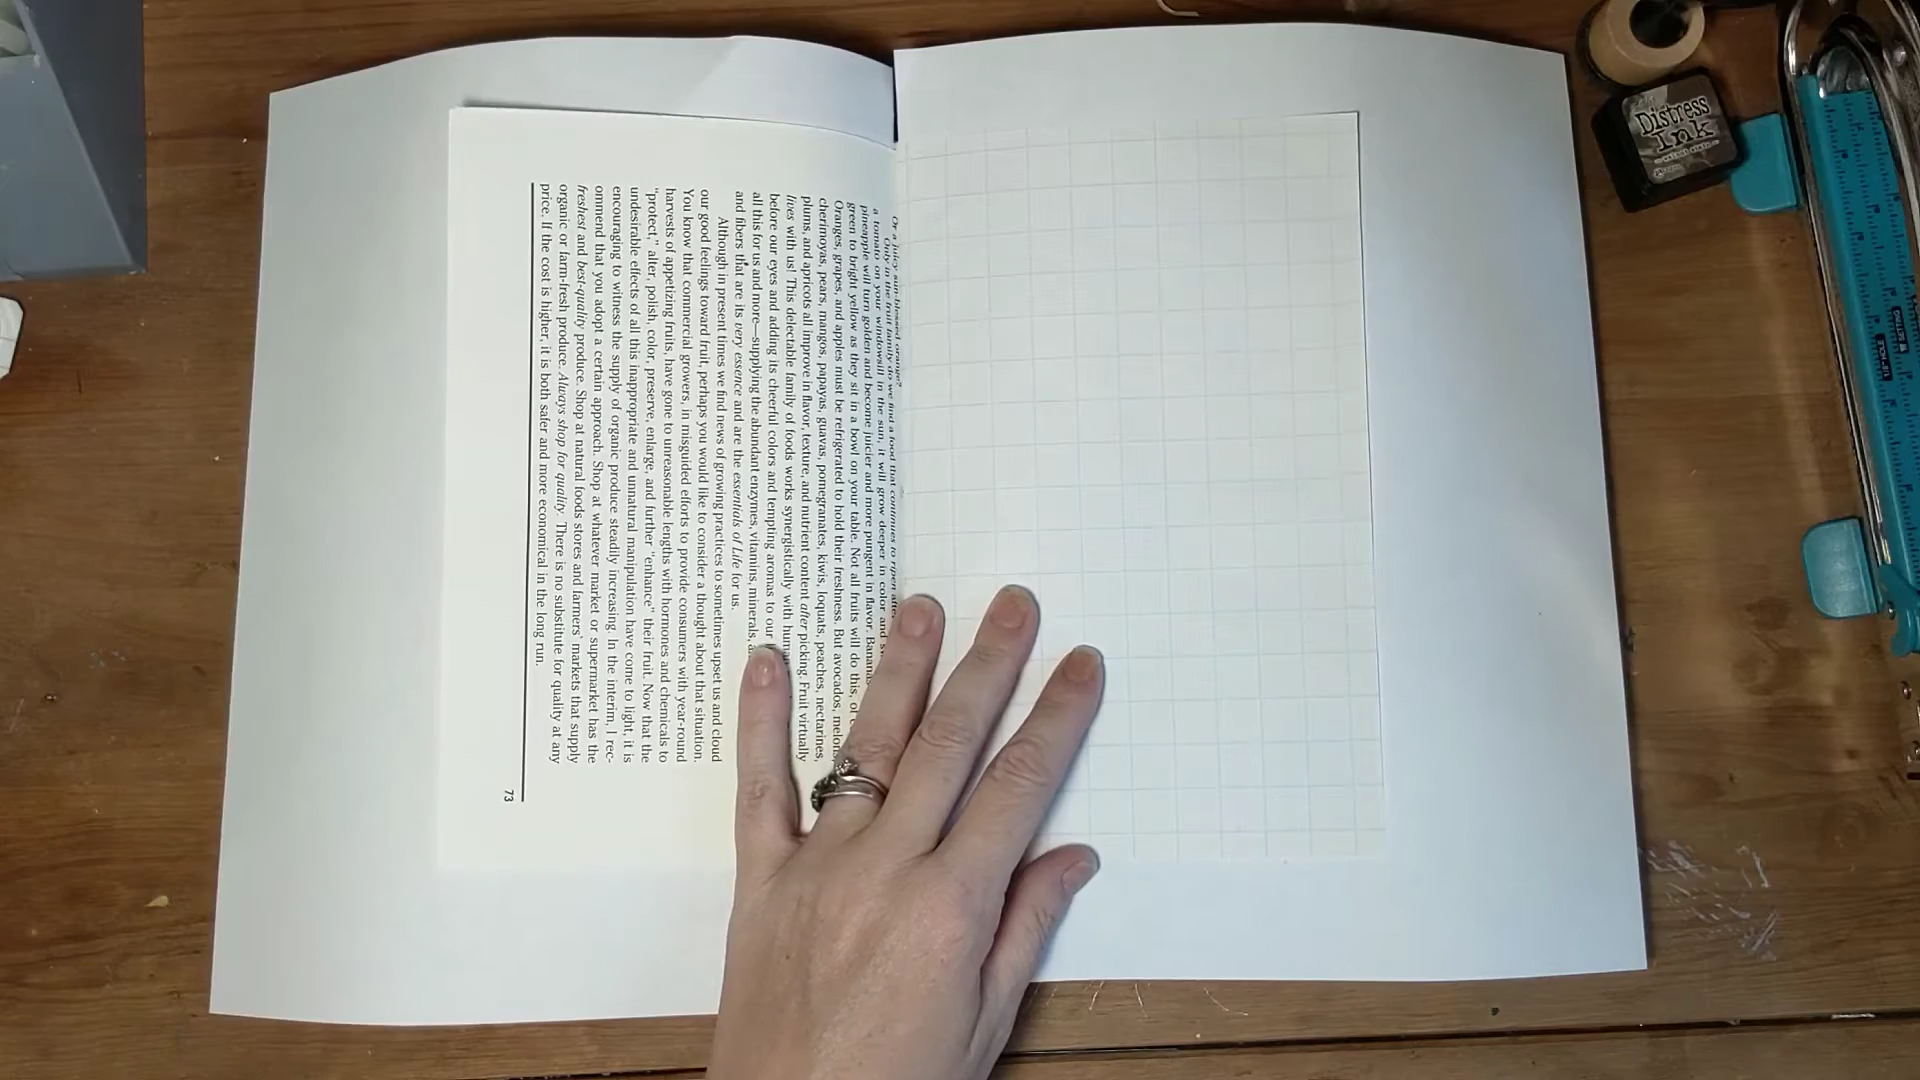 Or a juicy sun-blessed orange?
Only in the fruit family do we find a food that continues to ripen after
a tomato on your windowsill in the sun, it will grow deeper in color and
pineapple will turn golden and become juicier and more pungent in flavor.
green to bright yellow as they sit in a bowl on your table. Not all fruits will do this, of
Oranges, grapes, and apples must be refrigerated to hold their freshness. But avocados, melons,
cherimoyas, pears, mangos, papayas, guavas, pomegranates, kiwis, loquats, peaches, nectarines,
plums, and apricots all improve in flavor, texture, and nutrient content after picking. Fruit virtually
lives with us! This delectable family of foods works synergistically with
before our eyes and adding its cheerful colors and tempting aromas to our
all this for us and more—supplying the abundant enzymes, vitamins, minerals,
and fibers that are its very essence and are the essentials of Life for us.
Although in present times we find news of growing practices to sometimes upset us and cloud
our good feelings toward fruit, perhaps you would like to consider a thought about that situation.
You know that commercial growers, in misguided efforts to provide consumers with year-round
harvests of appetizing fruits, have gone to unreasonable lengths with hormones and chemicals to
"protect," alter, polish, color, preserve, enlarge, and further "enhance" their fruit. Now that the
undesirable effects of all this inappropriate and unnatural manipulation have come to light, it is
encouraging to witness the supply of organic produce steadily increasing. In the interim, I rec-
ommend that you adopt a certain approach. Shop at whatever market or supermarket has the
freshest and best-quality produce. Shop at natural foods stores and farmers' markets that supply
organic or farm-fresh produce. Always shop for quality. There is no substitute for quality at any
price. If the cost is higher, it is both safer and more economical in the long run.
73
Distress
Ink